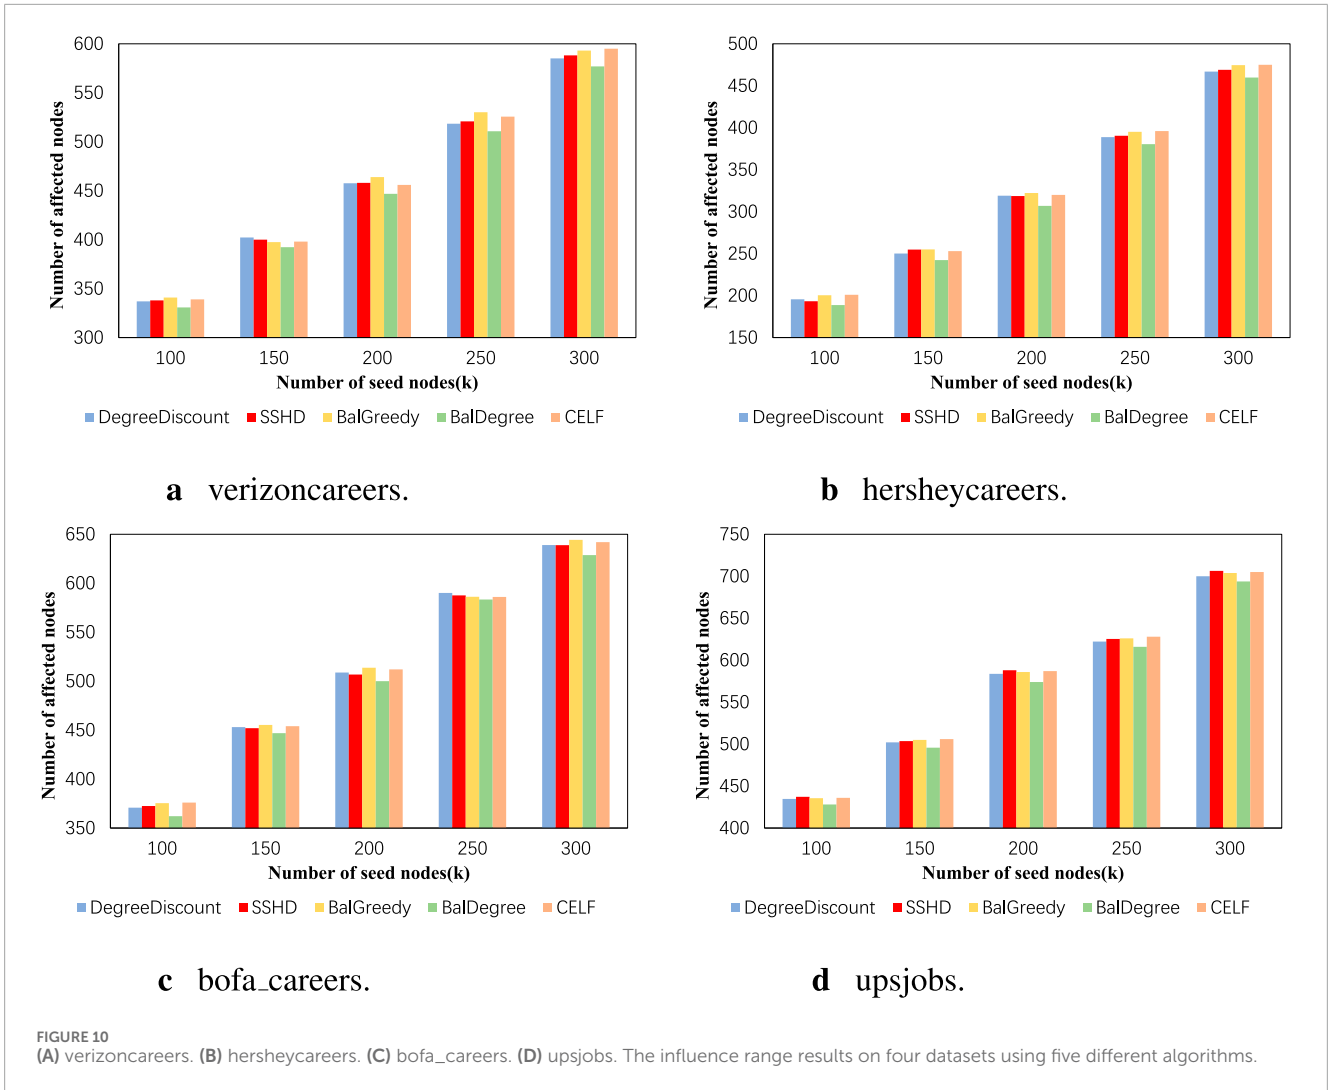 600
550
500
450
400
350
300
Number of affected nodes
100 150 200 250 300
Number of seed nodes(k)
DegreeDiscount SSHD BalGreedy BalDegree CELF
a verizoncareers.
500
450
400
350
300
250
200
150
Number of affected nodes
100 150 200 250 300
Number of seed nodes(k)
DegreeDiscount SSHD BalGreedy BalDegree CELF
b hersheycareers.
650
600
550
500
450
400
350
Number of affected nodes
100 150 200 250 300
Number of seed nodes(k)
DegreeDiscount SSHD BalGreedy BalDegree CELF
c bofa_careers.
750
700
650
600
550
500
450
400
Number of affected nodes
100 150 200 250 300
Number of seed nodes(k)
DegreeDiscount SSHD BalGreedy BalDegree CELF
d upsjobs.
FIGURE 10
(A) verizoncareers. (B) hersheycareers. (C) bofa_careers. (D) upsjobs. The influence range results on four datasets using five different algorithms.